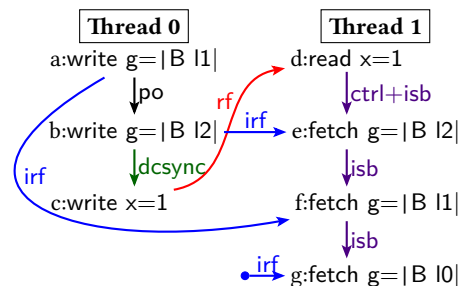 Thread 0
Thread 1
a:write g=|B l1|
d:read x=1
po
rf
ctrl+isb
b:write g=|B l2|
irf
e:fetch g=|B l2|
dcsync
isb
irf
c:write x=1
f:fetch g=|B l1|
isb
irf
g:fetch g=|B l0|